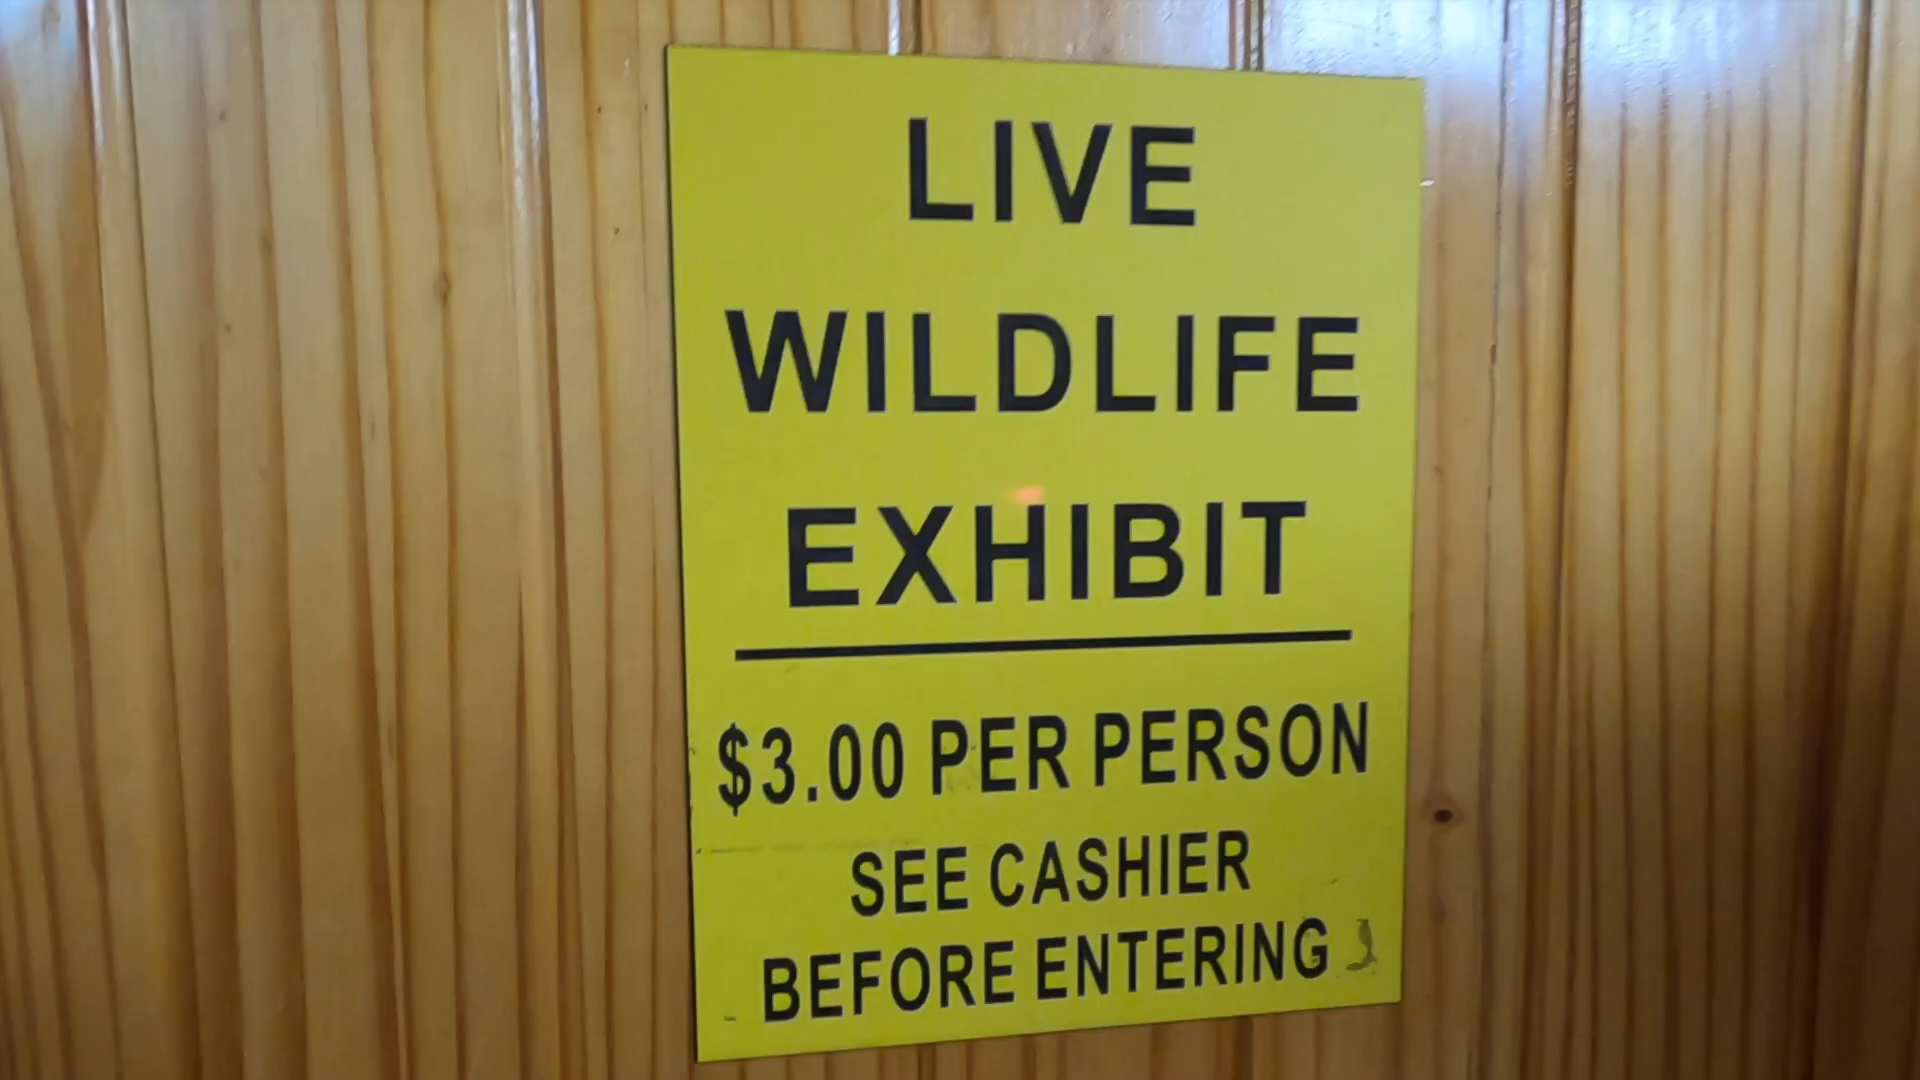 LIVE
WILDLIFE
EXHIBIT
$3.00 PER PERSON
SEE CASHIER
BEFORE ENTERING